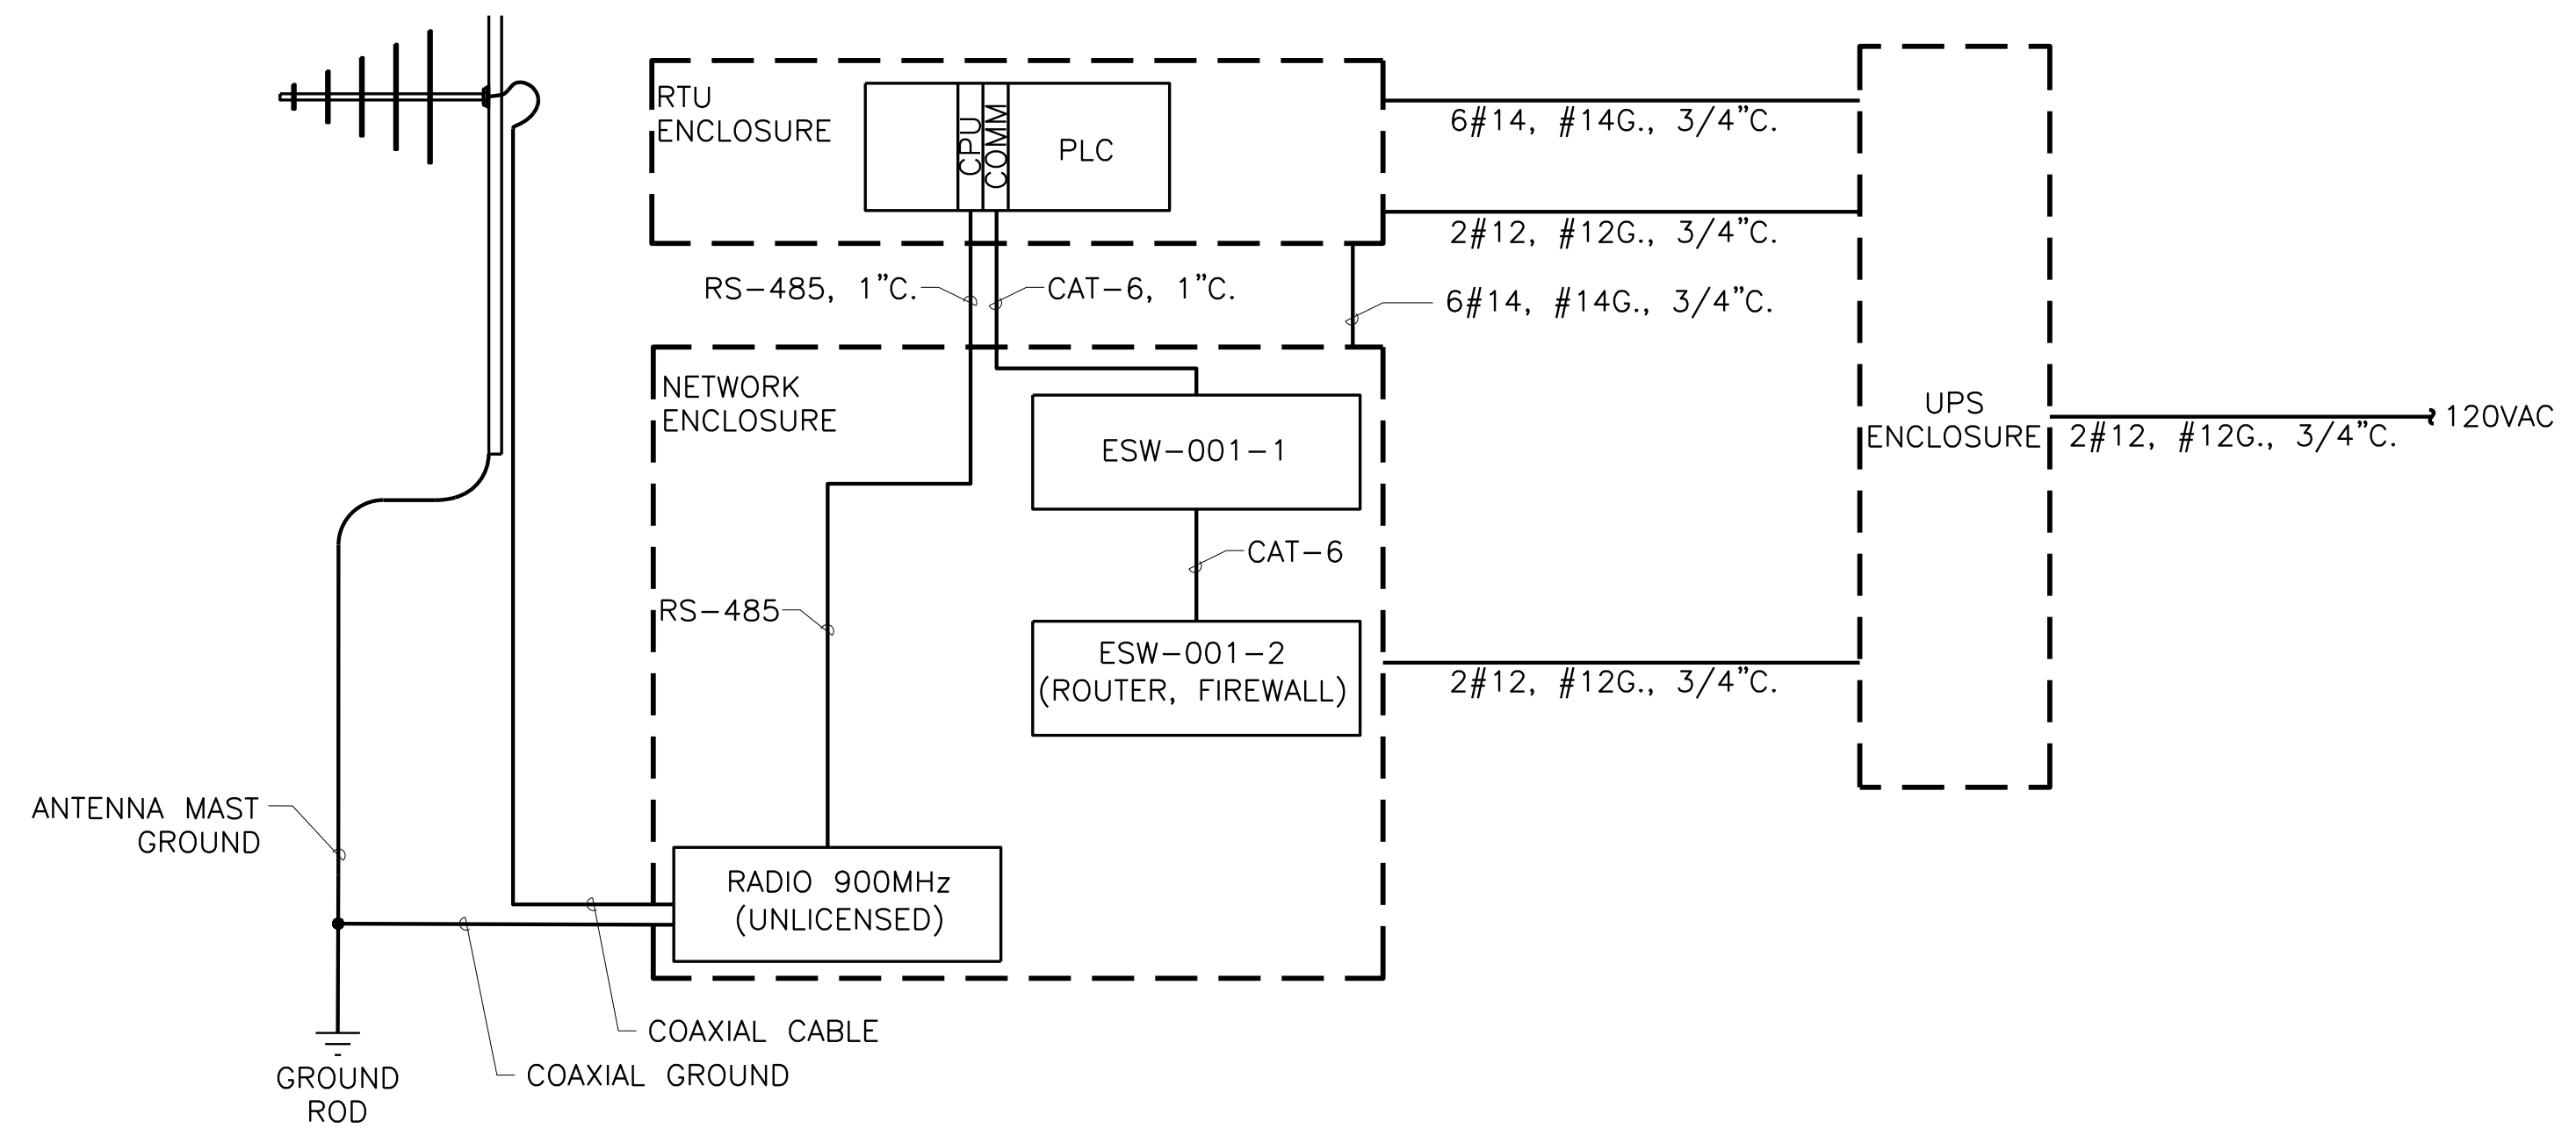 RTU
ENCLOSURE
CPU
COMM
PLC
6#14, #14G., 3/4"C.
2#12, #12G., 3/4"C.
RS-485, 1"C.
CAT-6, 1"C.
6#14, #14G., 3/4"C.
NETWORK
ENCLOSURE
ESW-001-1
UPS
ENCLOSURE
2#12, #12G., 3/4"C.
120VAC
CAT-6
RS-485
ESW-001-2
(ROUTER, FIREWALL)
2#12, #12G., 3/4"C.
ANTENNA MAST
GROUND
RADIO 900MHz
(UNLICENSED)
COAXIAL CABLE
COAXIAL GROUND
GROUND
ROD